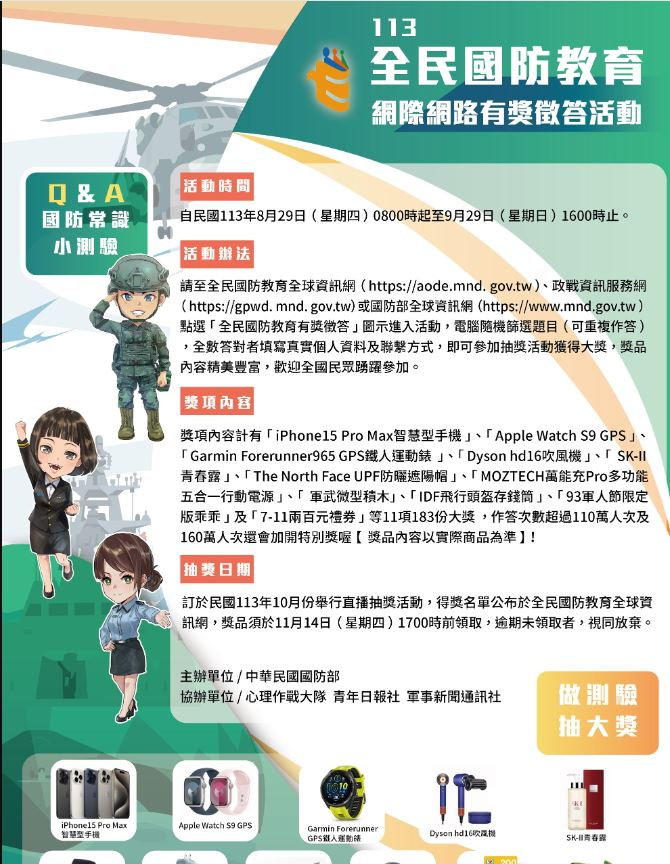 113
全民國防教育
網際網路有獎徵答活動
Q & A
國防常識
小測驗
活動時間
自民國113年8月29日（星期四）0800時起至9月29日（星期日）1600時止。
活動辦法
請至全民國防教育全球資訊網（https://aode.mnd. gov.tw）、政戰資訊服務網
（https://gpwd. mnd. gov.tw）或國防部全球資訊網（https://www.mnd.gov.tw）
點選「全民國防教育有獎徵答」圖示進入活動，電腦隨機篩選題目（可重複作答）
，全數答對者填寫真實個人資料及聯繫方式，即可參加抽獎活動獲得大獎，獎品
內容精美豐富，歡迎全國民眾踴躍參加。
獎項內容
獎項內容計有「iPhone15 Pro Max智慧型手機」、「Apple Watch S9 GPS」、
「Garmin Forerunner965 GPS鐵人運動錶 」、「Dyson hd16吹風機」、「 SK-II
青春露」、「The North Face UPF防曬遮陽帽」、「MOZTECH萬能充Pro多功能
五合一行動電源」、「 軍武微型積木」、「IDF飛行頭盔存錢筒」、「93軍人節限定
版乖乖」及「7-11兩百元禮券」等11項183份大獎 ，作答次數超過110萬人次及
160萬人次還會加開特別獎喔【 獎品內容以實際商品為準 】！
抽獎日期
訂於民國113年10月份舉行直播抽獎活動，得獎名單公布於全民國防教育全球資
訊網，獎品須於11月14日（星期四）1700時前領取，逾期未領取者，視同放棄。
主辦單位 / 中華民國國防部
協辦單位 / 心理作戰大隊 青年日報社 軍事新聞通訊社
做測驗
抽大獎
iPhone15 Pro Max
智慧型手機
Apple Watch S9 GPS
Garmin Forerunner
GPS鐵人運動錶
Dyson hd16吹風機
SK-II青春露